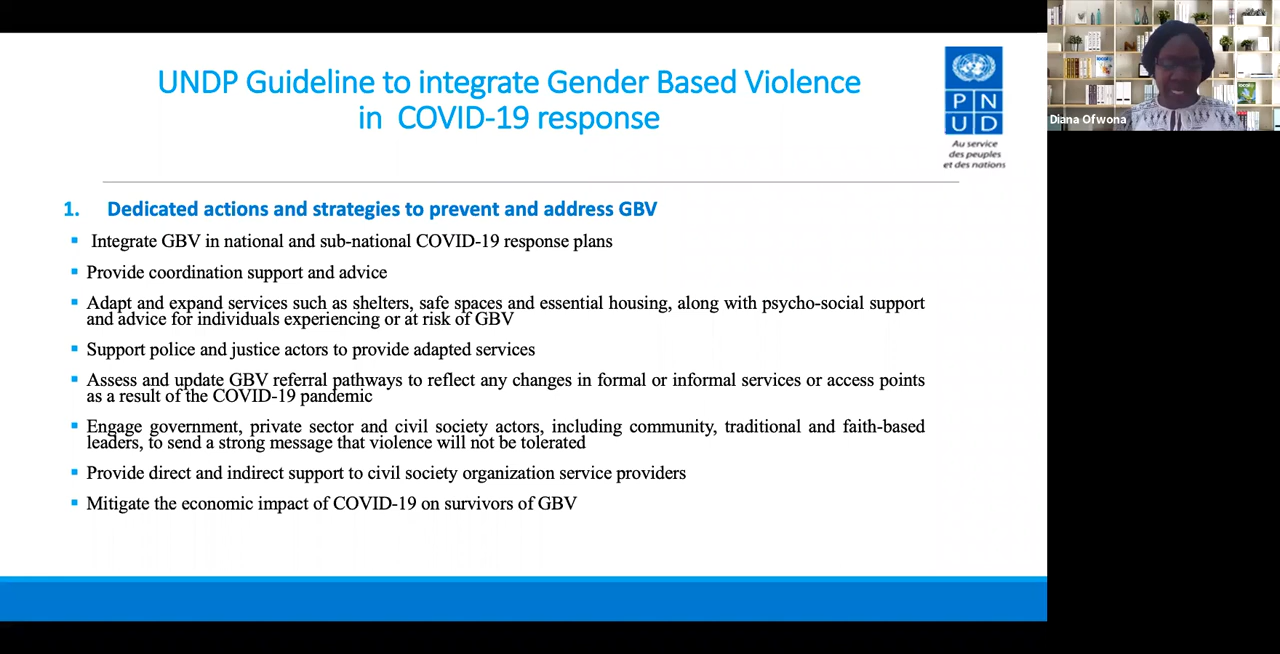 UNDP Guideline to integrate Gender Based Violence
in COVID-19 response
P N
U D
Au service
des peuples
et des nations
Diana Ofwona
1. Dedicated actions and strategies to prevent and address GBV
▪ Integrate GBV in national and sub-national COVID-19 response plans
▪ Provide coordination support and advice
▪ Adapt and expand services such as shelters, safe spaces and essential housing, along with psycho-social support
and advice for individuals experiencing or at risk of GBV
▪ Support police and justice actors to provide adapted services
▪ Assess and update GBV referral pathways to reflect any changes in formal or informal services or access points
as a result of the COVID-19 pandemic
▪ Engage government, private sector and civil society actors, including community, traditional and faith-based
leaders, to send a strong message that violence will not be tolerated
▪ Provide direct and indirect support to civil society organization service providers
▪ Mitigate the economic impact of COVID-19 on survivors of GBV